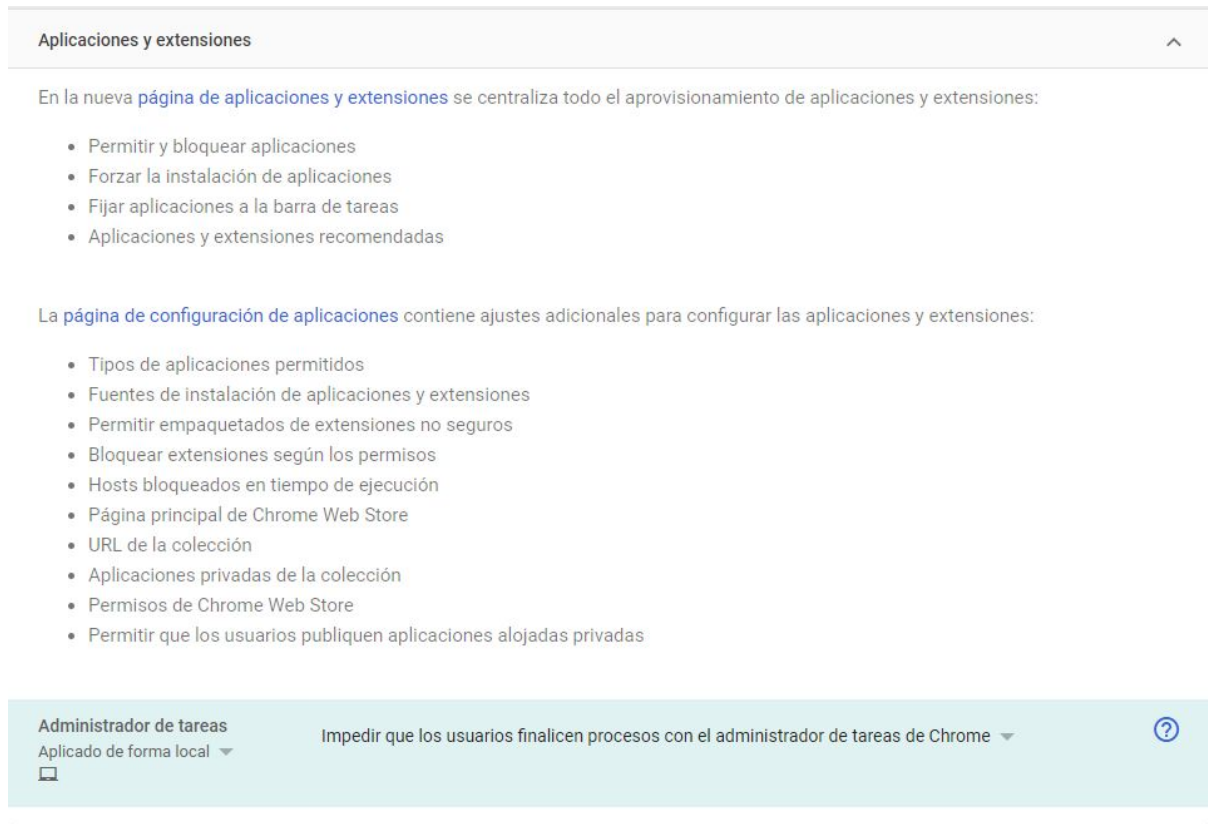 Aplicaciones y extensiones
En la nueva página de aplicaciones y extensiones se centraliza todo el aprovisionamiento de aplicaciones y extensiones:
Permitir y bloquear aplicaciones
Forzar la instalación de aplicaciones
Fijar aplicaciones a la barra de tareas
Aplicaciones y extensiones recomendadas
La página de configuración de aplicaciones contiene ajustes adicionales para configurar las aplicaciones y extensiones:
Tipos de aplicaciones permitidos
Fuentes de instalación de aplicaciones y extensiones
Permitir empaquetados de extensiones no seguros
Bloquear extensiones según los permisos
Hosts bloqueados en tiempo de ejecución
Página principal de Chrome Web Store
URL de la colección
Aplicaciones privadas de la colección
Permisos de Chrome Web Store
Permitir que los usuarios publiquen aplicaciones alojadas privadas
Administrador de tareas
Aplicado de forma local
Impedir que los usuarios finalicen procesos con el administrador de tareas de Chrome